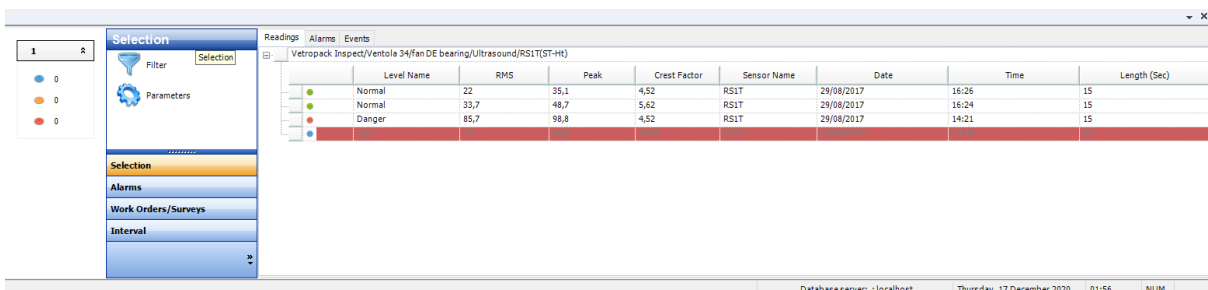 1
0
0
0
Selection
Filter
Selection
Parameters
Selection
Alarms
Work Orders/Surveys
Interval
Readings Alarms Events
Vetropack Inspect/Ventola 34/fan DE bearing/Ultrasound/RS1T(ST-Ht)
Level Name RMS Peak Crest Factor Sensor Name Date Time Length (Sec)
Normal 22 35,1 4,52 RS1T 29/08/2017 16:26 15
Normal 33,7 48,7 5,62 RS1T 29/08/2017 16:24 15
Danger 85,7 98,8 4,52 RS1T 29/08/2017 14:21 15
Database server: : localhost Thursday, 17 December 2020 01:56 NUM